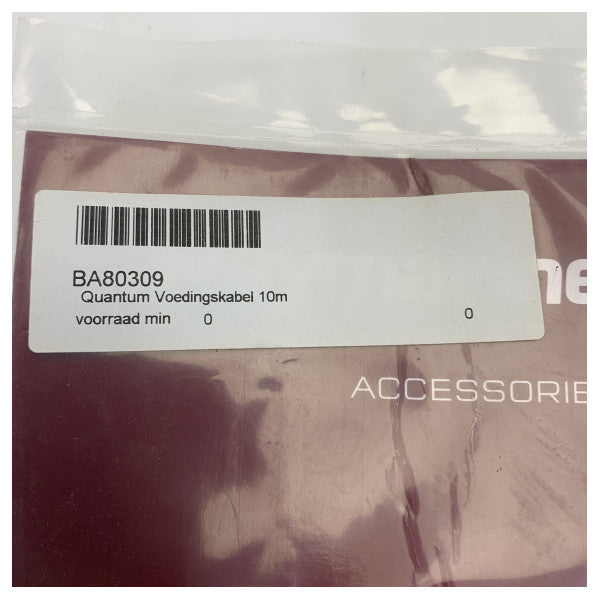 BA80309
Quantum Voedingskabel 10m
voorraad min 0 0
ACCESSORIE